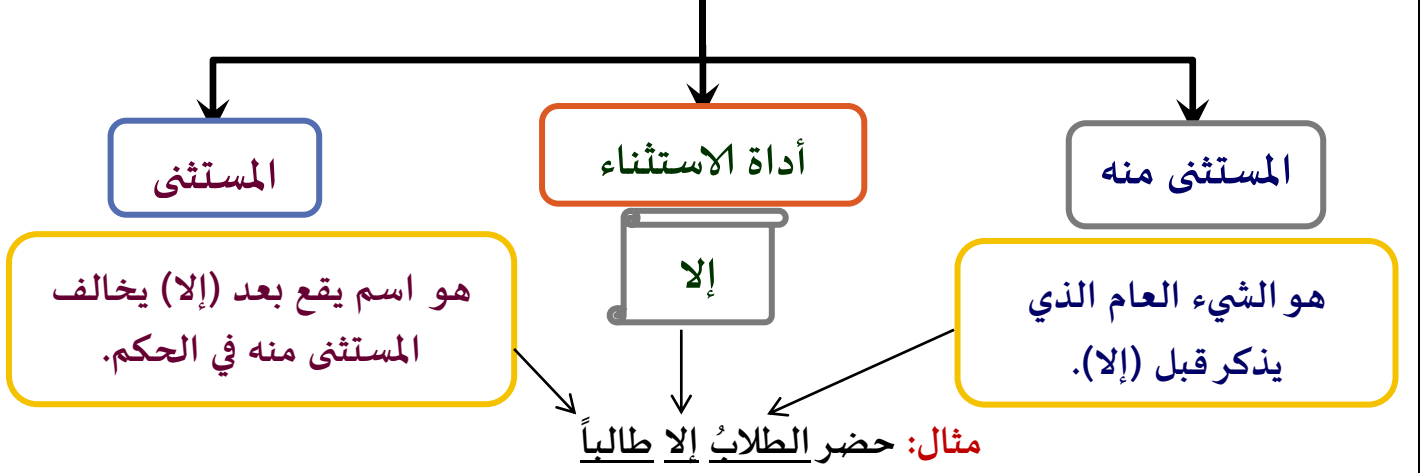 المستثنى منه
أداة الاستثناء
المستثنى
هو الشيء العام الذي
يذكر قبل (إلا).
إلا
هو اسم يقع بعد (إلا) يخالف
المستثنى منه في الحكم.
مثال: حضر الطلابُ إلا طالباً